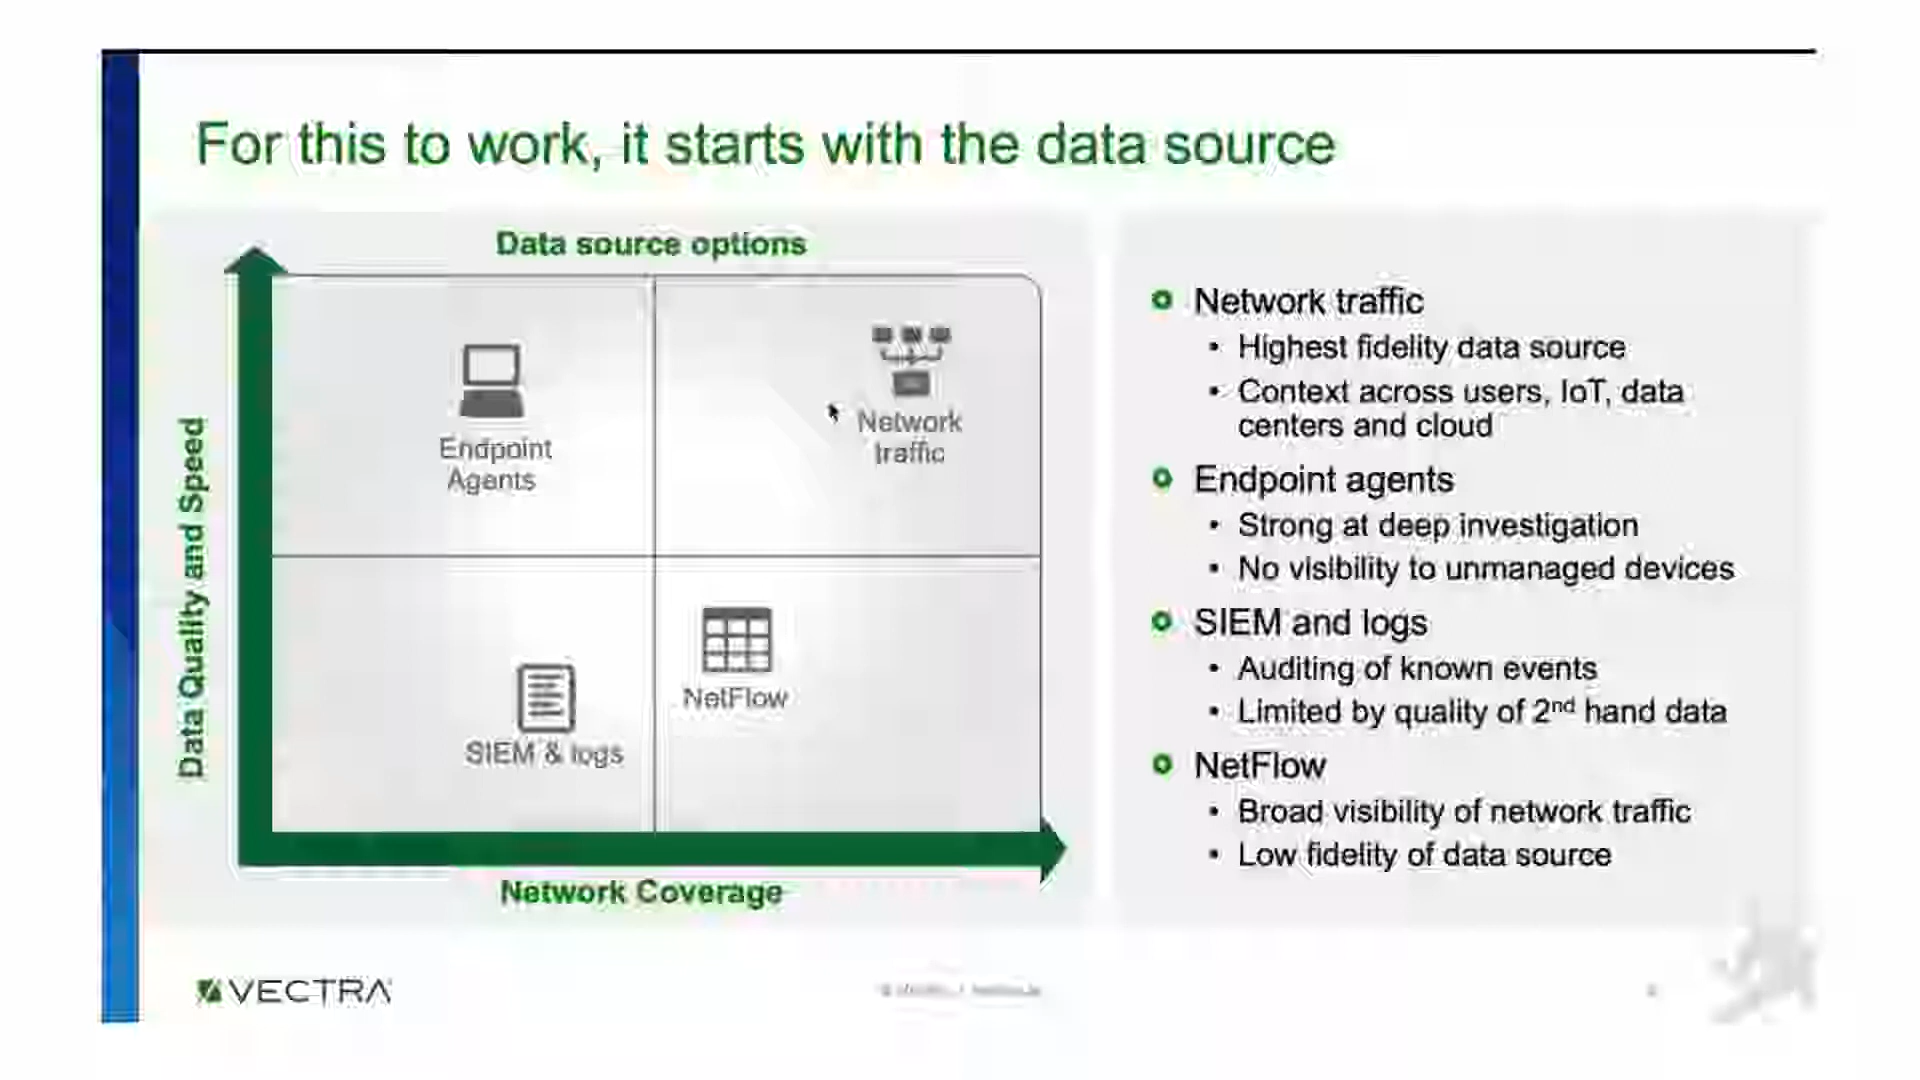 For this to work, it starts with the data source
Data source options
Data Quality and Speed
Endpoint
Agents
Network
traffic
SIEM & logs
NetFlow
Network Coverage
Network traffic
• Highest fidelity data source
• Context across users, IoT, data
centers and cloud
Endpoint agents
• Strong at deep investigation
• No visibility to unmanaged devices
SIEM and logs
• Auditing of known events
• Limited by quality of 2nd hand data
NetFlow
• Broad visibility of network traffic
• Low fidelity of data source
VECTRA